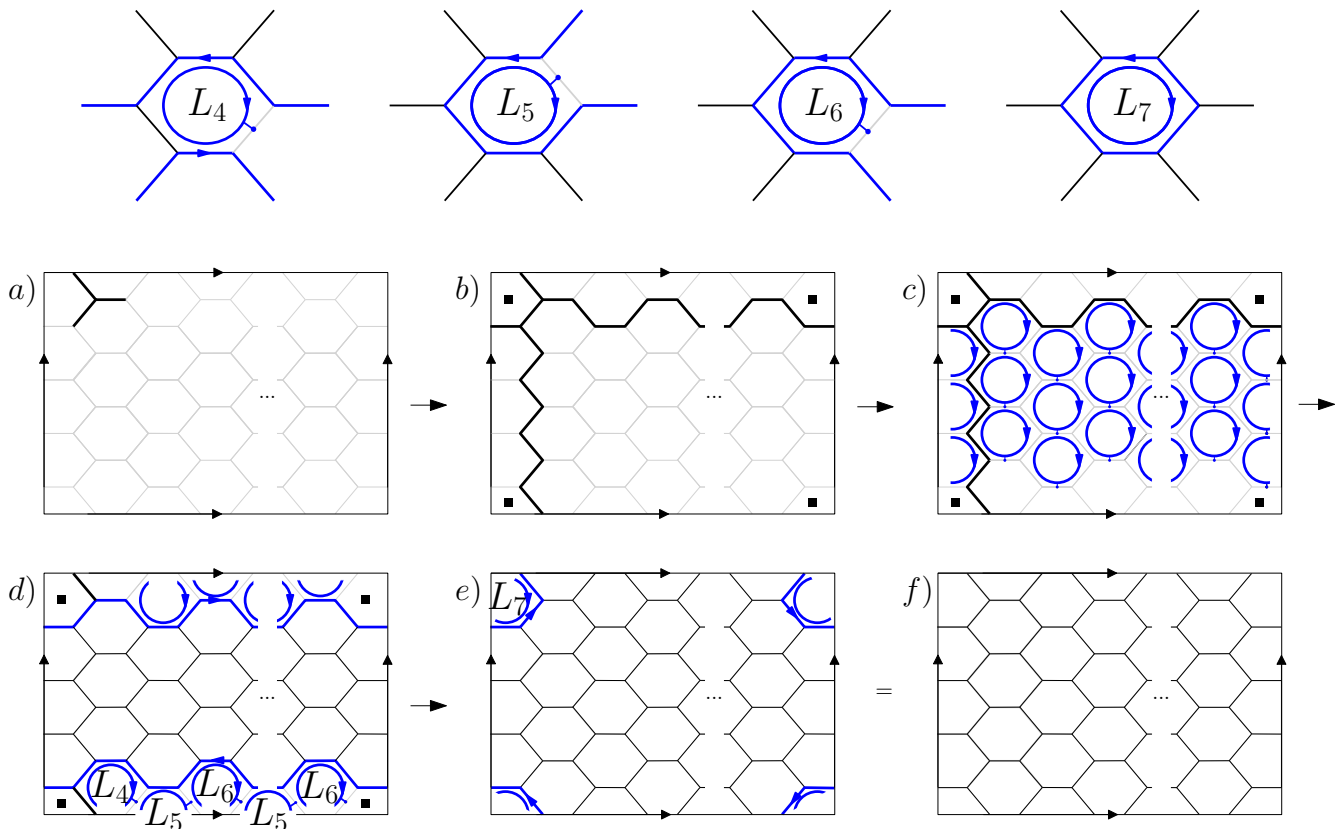 L₄ L₅ L₆ L₇
a) b) c)
... ... ...
d) e) f)
L₇
... ... ...
=
L₄ L₆ L₆
L₅ L₅